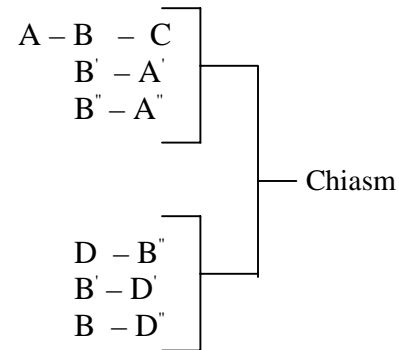 A – B – C
B' – A'
B" – A"
Chiasm
D – B"
B' – D'
B – D"